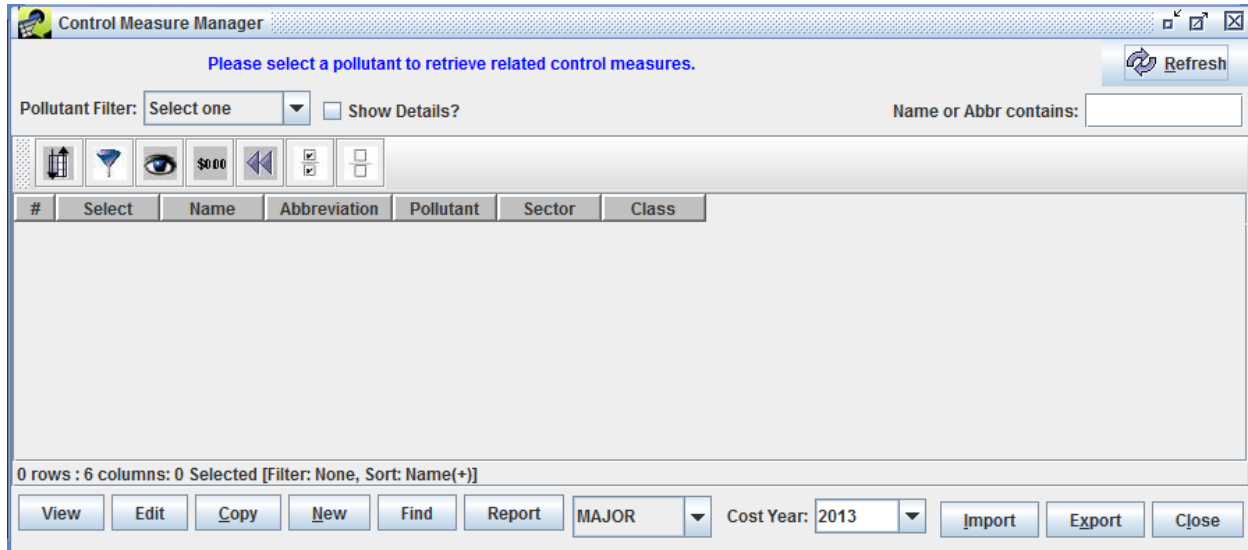 Control Measure Manager
Please select a pollutant to retrieve related control measures.
Refresh
Pollutant Filter: Select one Show Details? Name or Abbr contains:
$0 00
# Select Name Abbreviation Pollutant Sector Class
0 rows : 6 columns: 0 Selected [Filter: None, Sort: Name(+)]
View Edit Copy New Find Report MAJOR Cost Year: 2013 Import Export Close